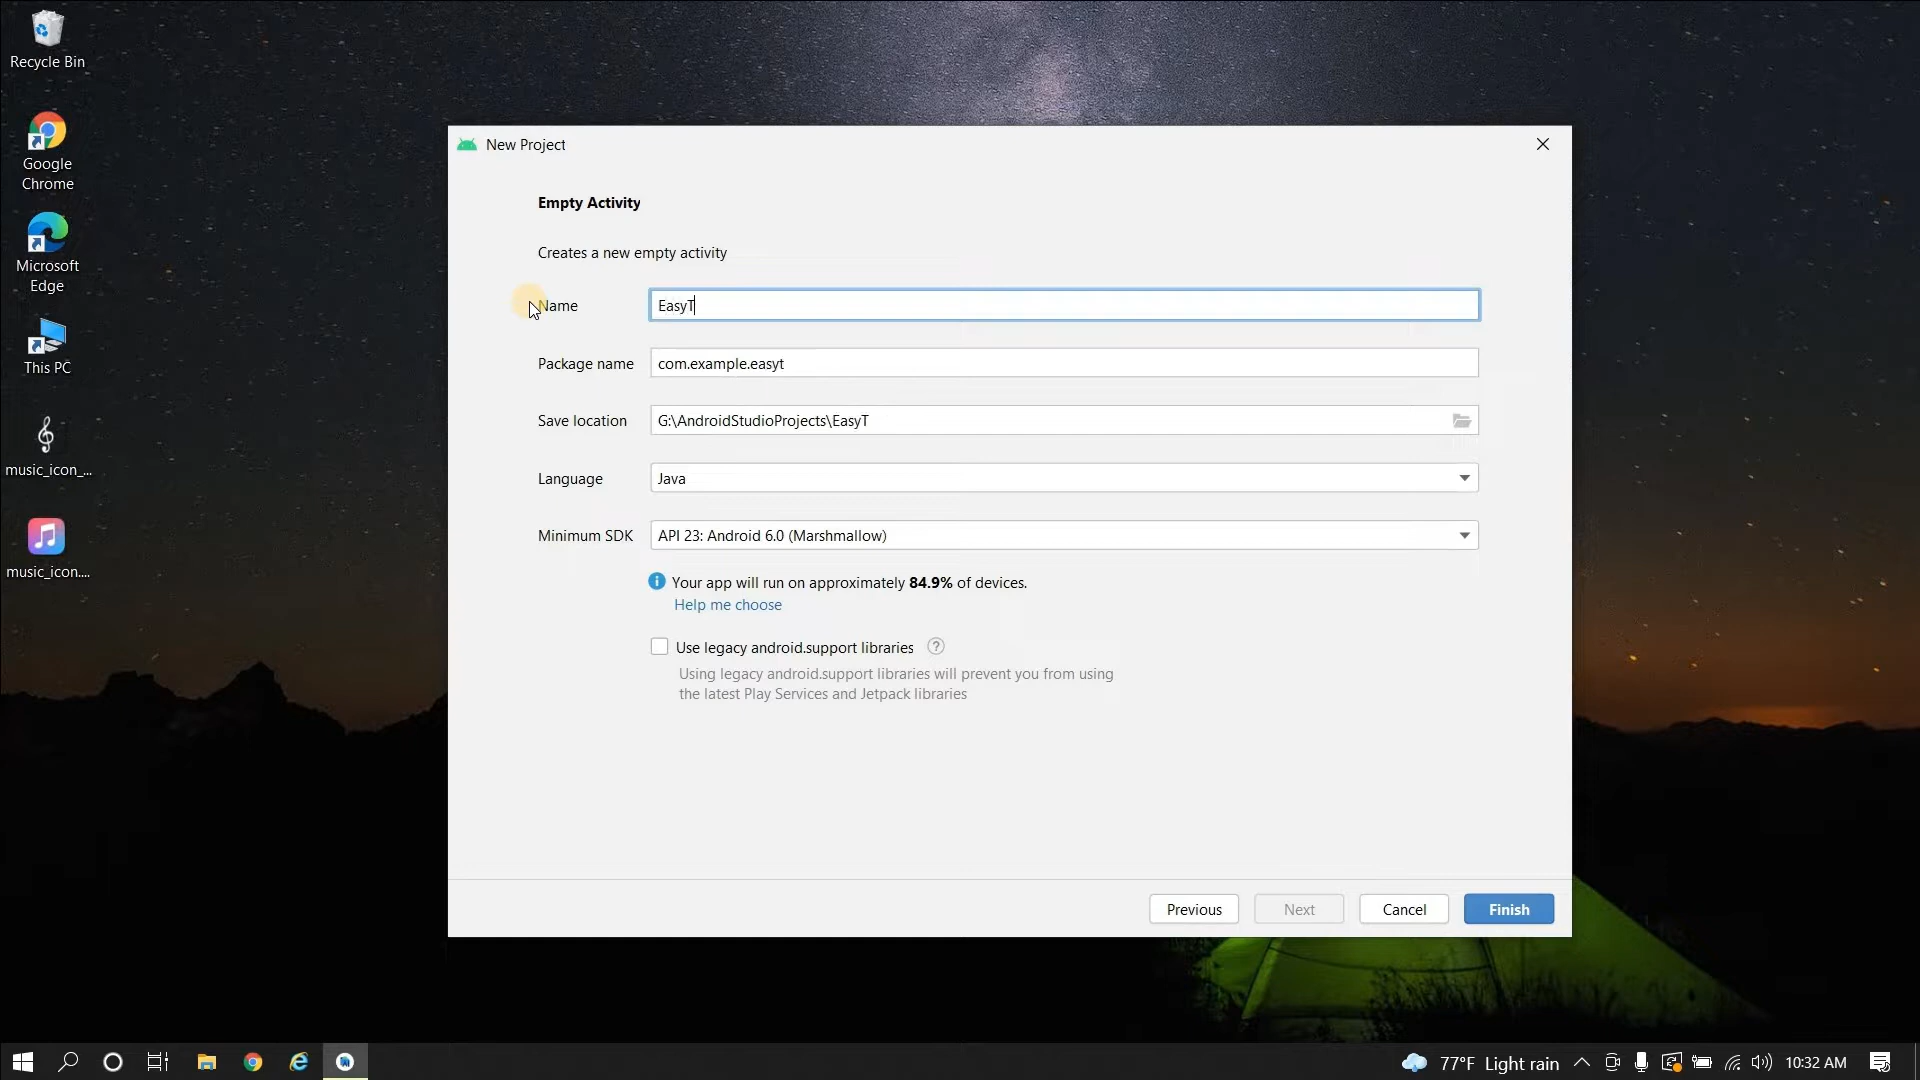 Recycle Bin
Google
Chrome
Microsoft
Edge
This PC
music_icon_...
music_icon....
New Project
Empty Activity
Creates a new empty activity
Name
EasyT
Package name
com.example.easyt
Save location
G:\AndroidStudioProjects\EasyT
Language
Java
Minimum SDK
API 23: Android 6.0 (Marshmallow)
Your app will run on approximately 84.9% of devices.
Help me choose
Use legacy android.support libraries ?
Using legacy android.support libraries will prevent you from using
the latest Play Services and Jetpack libraries
Previous
Next
Cancel
Finish
77°F Light rain
10:32 AM